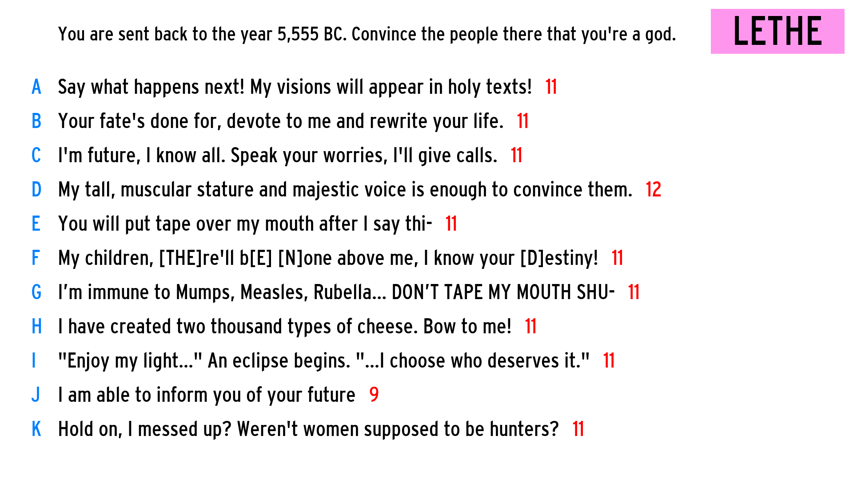 You are sent back to the year 5,555 BC. Convince the people there that you're a god.
LETHE
A Say what happens next! My visions will appear in holy texts! 11
B Your fate's done for, devote to me and rewrite your life. 11
C I'm future, I know all. Speak your worries, I'll give calls. 11
D My tall, muscular stature and majestic voice is enough to convince them. 12
E You will put tape over my mouth after I say thi- 11
F My children, [THE]re'll b[E] [N]one above me, I know your [D]estiny! 11
G I’m immune to Mumps, Measles, Rubella... DON’T TAPE MY MOUTH SHU- 11
H I have created two thousand types of cheese. Bow to me! 11
I "Enjoy my light..." An eclipse begins. "...I choose who deserves it." 11
J I am able to inform you of your future 9
K Hold on, I messed up? Weren't women supposed to be hunters? 11